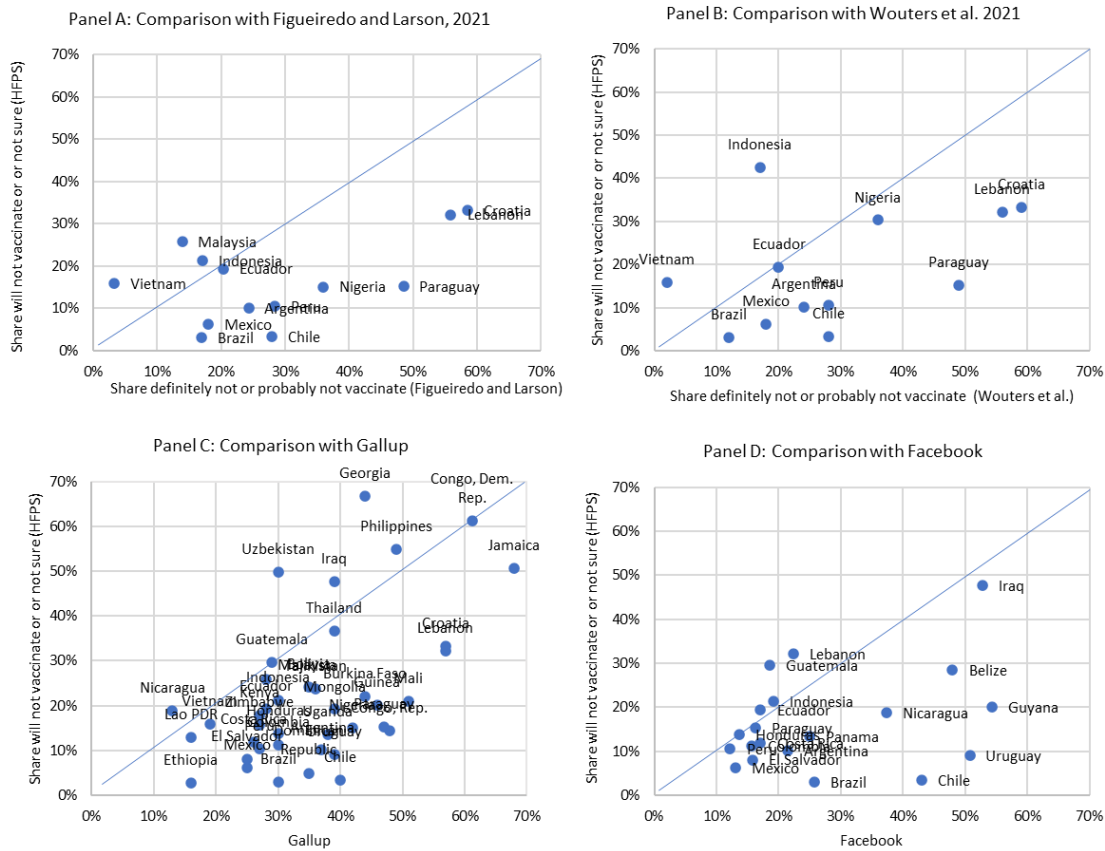 Panel A: Comparison with Figueiredo and Larson, 2021
Share will not vaccinate or or not sure (HFPS)
70%
60%
50%
40%
30%
20%
10%
0%
Croatia
Lebanon
Malaysia
Indonesia
Ecuador
Vietnam
Nigeria
Paraguay
Peru
Argentina
Mexico
Brazil
Chile
0% 10% 20% 30% 40% 50% 60% 70%
Share definitely not or probably not vaccinate (Figueiredo and Larson)
Panel B: Comparison with Wouters et al. 2021
Share will not vaccinate or or not sure (HFPS)
70%
60%
50%
40%
30%
20%
10%
0%
Indonesia
Croatia
Lebanon
Nigeria
Ecuador
Vietnam
Paraguay
Peru
Argentina
Mexico
Brazil
Chile
0% 10% 20% 30% 40% 50% 60% 70%
Share definitely not or probably not vaccinate (Wouters et al.)
Panel C: Comparison with Gallup
Share will not vaccinate or or not sure (HFPS)
70%
60%
50%
40%
30%
20%
10%
0%
Georgia
Congo, Dem.
Rep.
Philippines
Jamaica
Uzbekistan
Iraq
Thailand
Croatia
Lebanon
Guatemala
Burkina Faso
Indonesia
Mali
Guinea
Mongolia
Ecuador
Nicaragua
Kenya
Vietnam
Zimbabwe
Paraguay
Congo, Rep.
Lao PDR
Honduras
Uganda
Costa Rica
El Salvador
Mexico
Republic
Ethiopia
Brazil
Chile
0% 10% 20% 30% 40% 50% 60% 70%
Gallup
Panel D: Comparison with Facebook
Share will not vaccinate or or not sure (HFPS)
70%
60%
50%
40%
30%
20%
10%
0%
Iraq
Lebanon
Guatemala
Belize
Indonesia
Ecuador
Guyana
Nicaragua
Paraguay
Honduras
Panama
Colombia
Peru
Argentina
El Salvador
Uruguay
Mexico
Brazil
Chile
0% 10% 20% 30% 40% 50% 60% 70%
Facebook